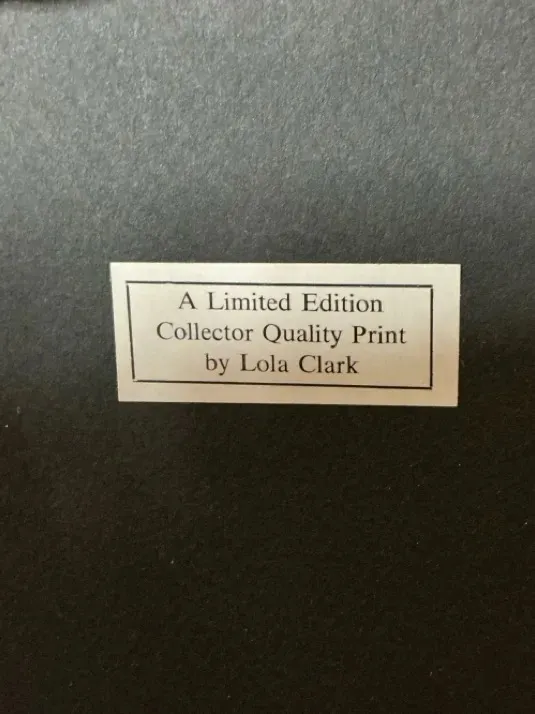 A Limited Edition
Collector Quality Print
by Lola Clark